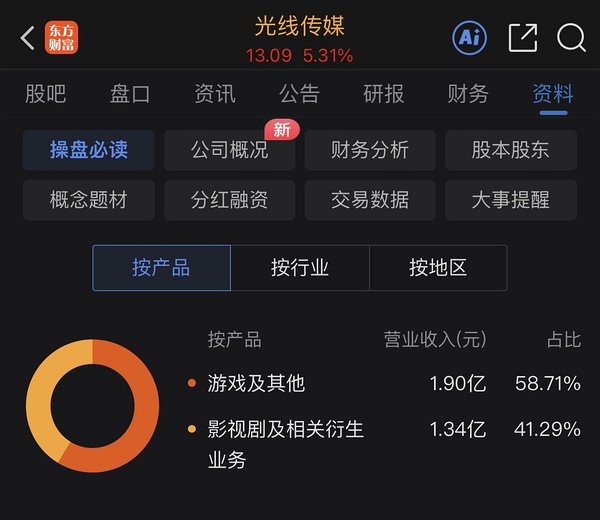 东方
财富
光线传媒
13.09 5.31%
Ai
股吧 盘口 资讯 公告 研报 财务 资料
新
操盘必读 公司概况 财务分析 股本股东
概念题材 分红融资 交易数据 大事提醒
按产品 按行业 按地区
按产品 营业收入(元) 占比
游戏及其他 1.90亿 58.71%
影视剧及相关衍生 1.34亿 41.29%
业务